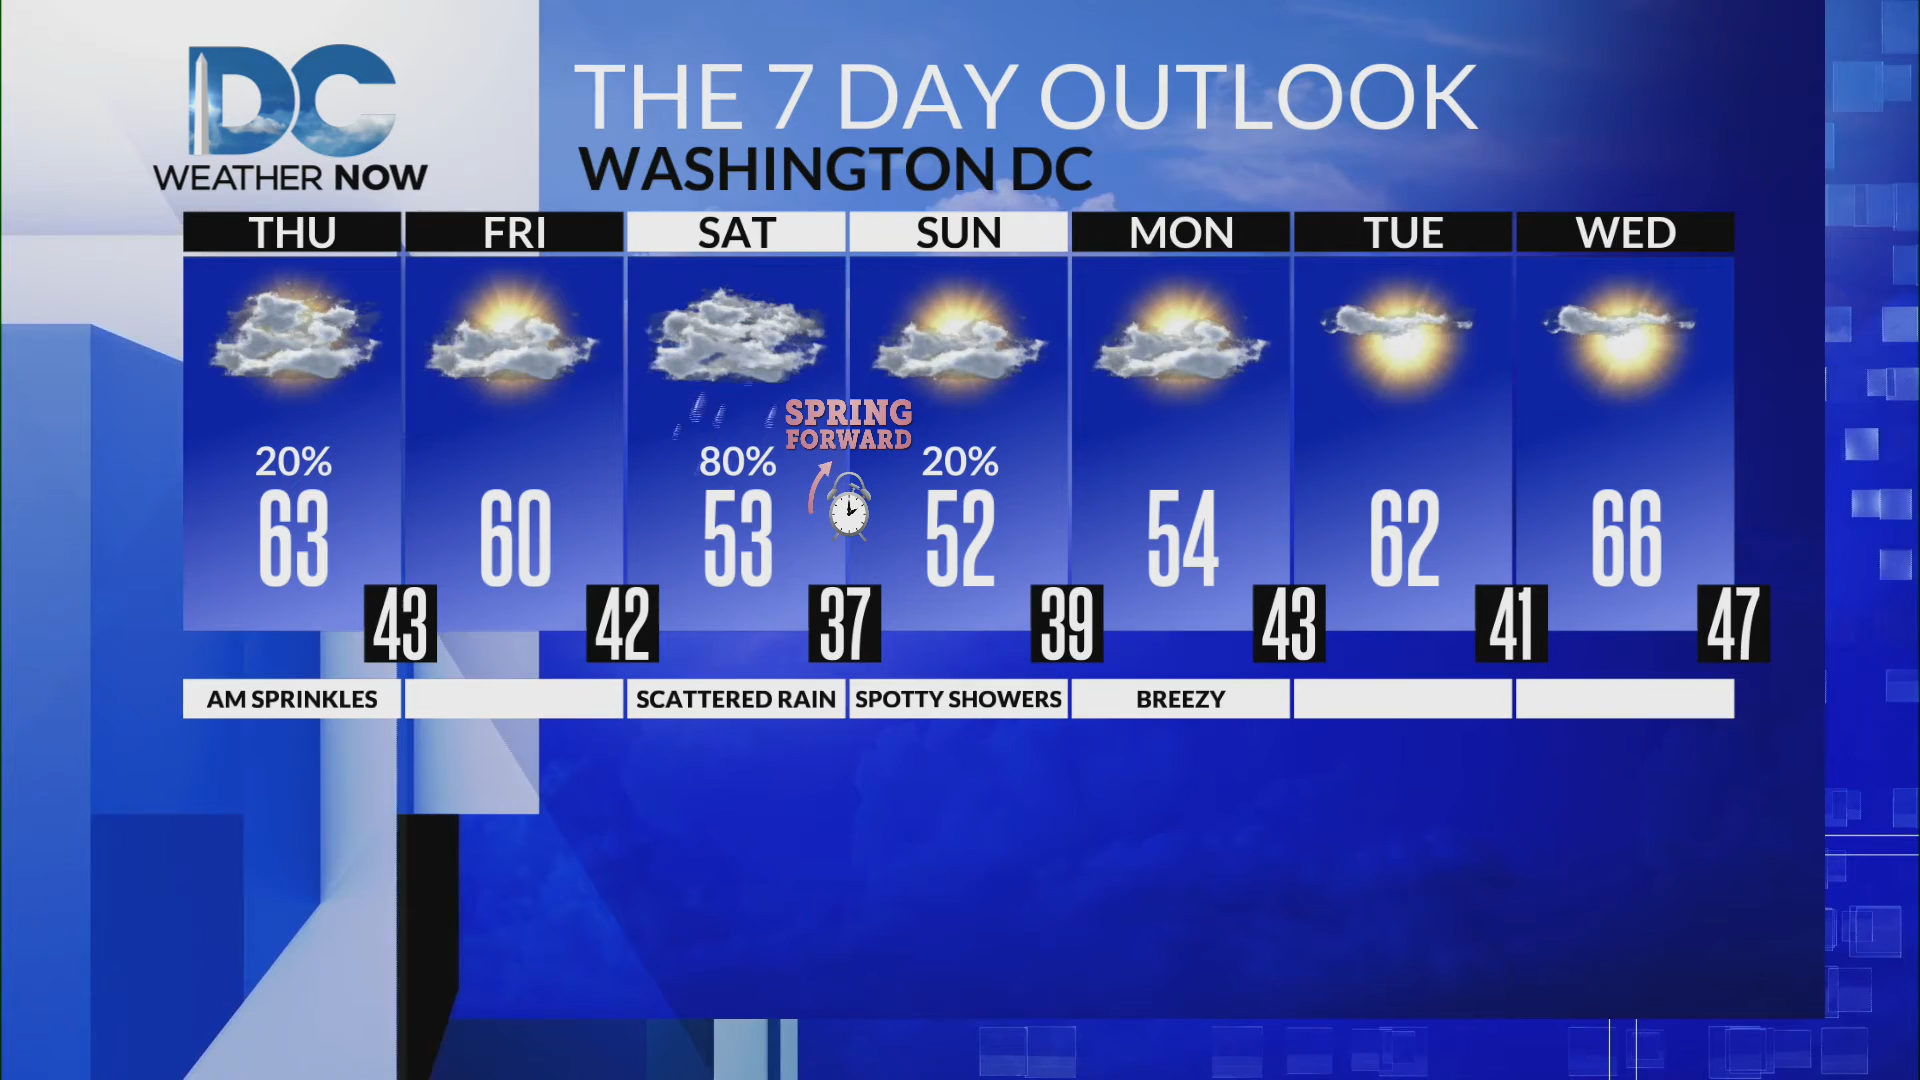 DC
WEATHER NOW
THE 7 DAY OUTLOOK
WASHINGTON DC
THU FRI SAT SUN MON TUE WED
SPRING
FORWARD
20% 80% 20%
63 60 53 52 54 62 66
43 42 37 39 43 41 47
AM SPRINKLES SCATTERED RAIN SPOTTY SHOWERS BREEZY